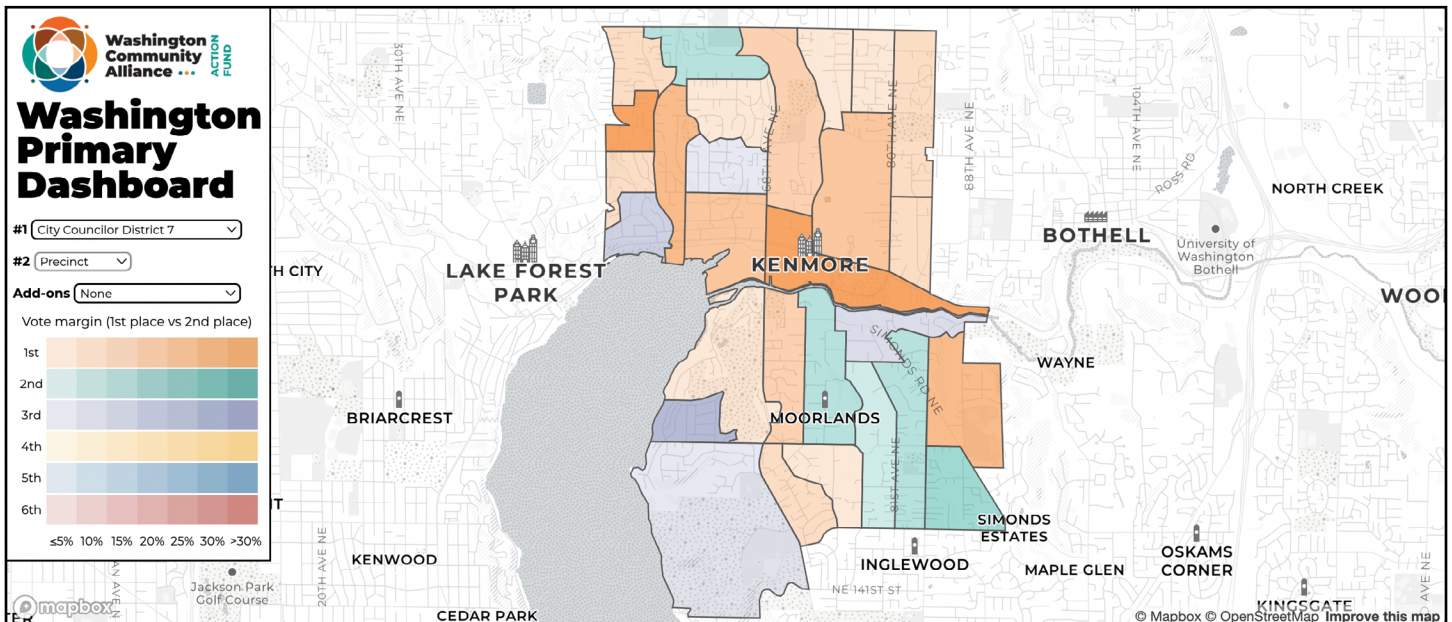 Washington
Community
Alliance
ACTION
FUND
Washington
Primary
Dashboard
#1 City Councilor District 7
#2 Precinct
Add-ons None
Vote margin (1st place vs 2nd place)
1st
2nd
3rd
4th
5th
6th
≤5% 10% 15% 20% 25% 30% >30%
30TH AVE NE
68TH AVE NE
80TH AVE NE
88TH AVE NE
104TH AVE NE
ROSS RD
NORTH CREEK
BOTHELL
University of
Washington
Bothell
TH CITY
LAKE FOREST
PARK
KENMORE
WOO
SIMONDS RD NE
WAYNE
BRIARCREST
MOORLANDS
81ST AVE NE
SIMONDS
ESTATES
KENWOOD
20TH AVE NE
INGLEWOOD
MAPLE GLEN
OSKAMS
CORNER
Jackson Park
Golf Course
NE 141ST ST
KINGSGATE
CEDAR PARK
mapbox
© Mapbox © OpenStreetMap Improve this map